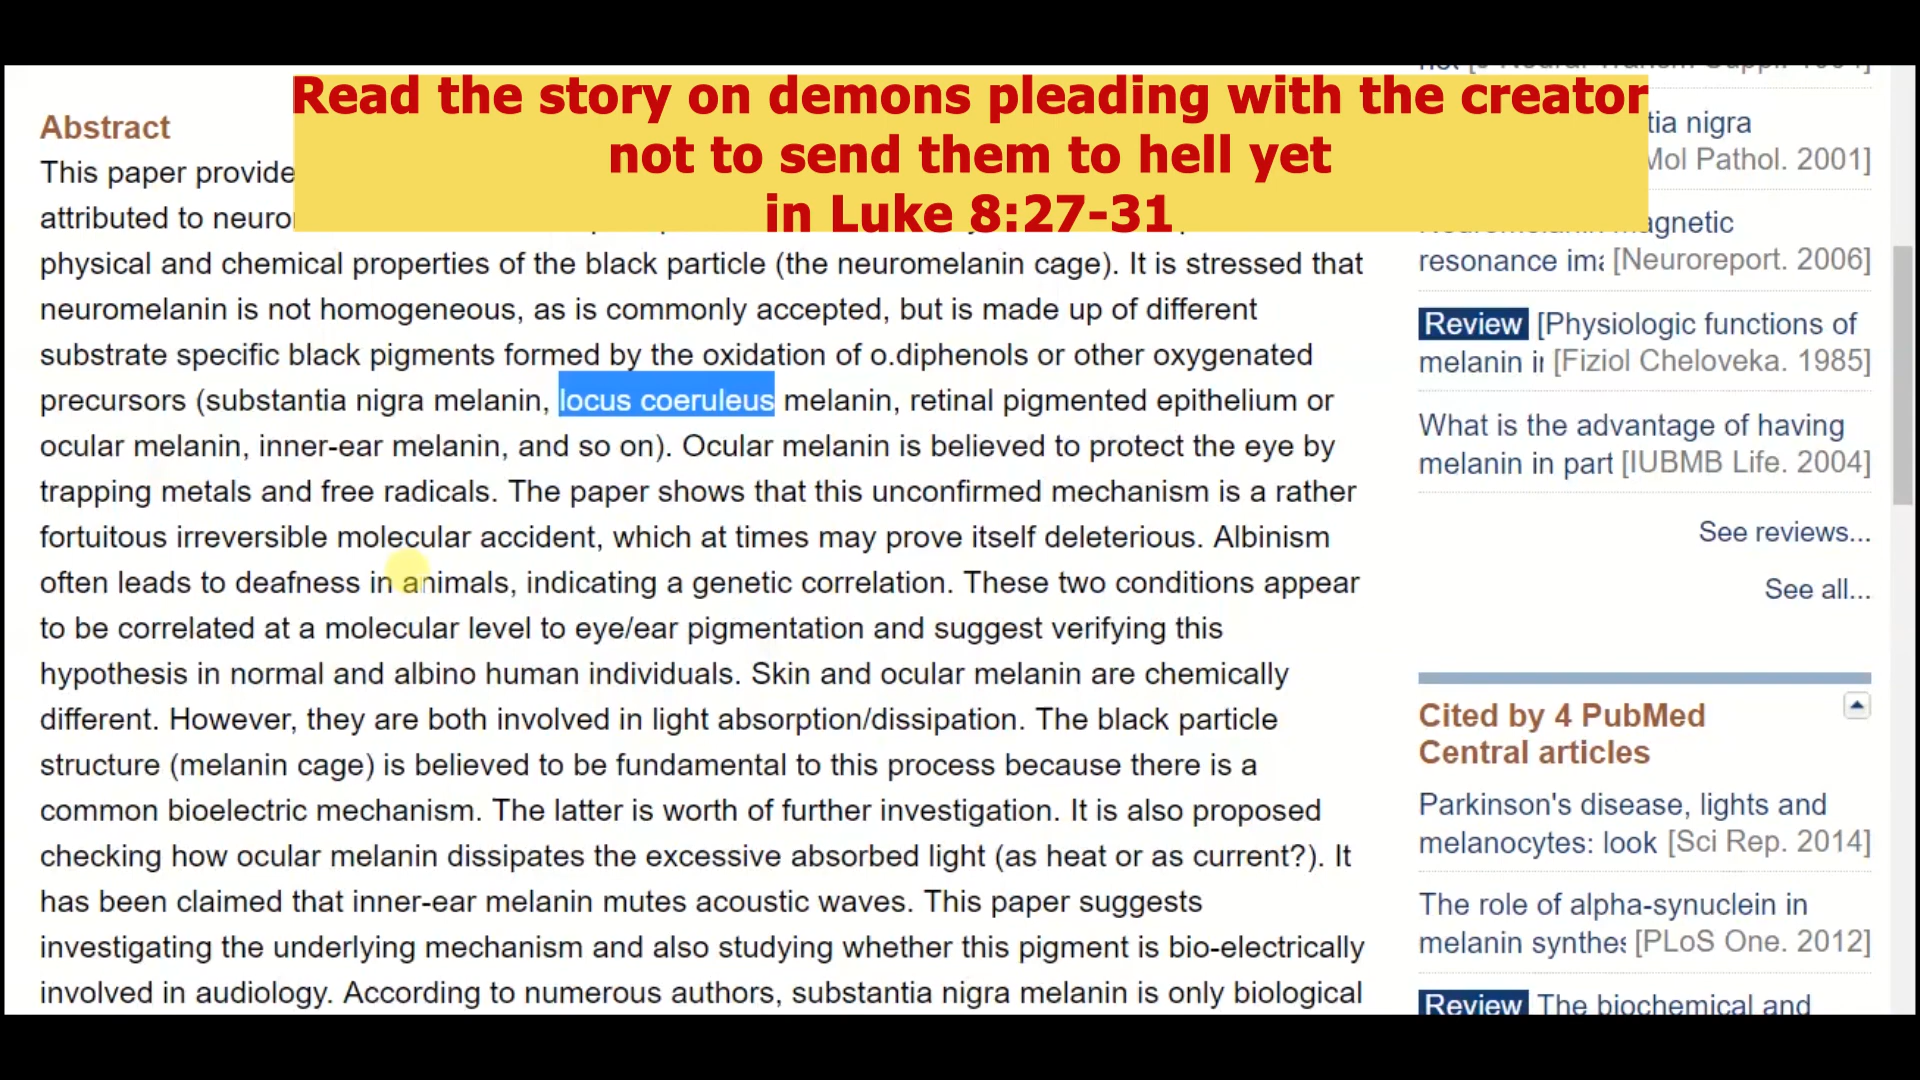 Read the story on demons pleading with the creator
not to send them to hell yet
in Luke 8:27-31
Abstract
This paper provide
attributed to neuro
physical and chemical properties of the black particle (the neuromelanin cage). It is stressed that
neuromelanin is not homogeneous, as is commonly accepted, but is made up of different
substrate specific black pigments formed by the oxidation of o.diphenols or other oxygenated
precursors (substantia nigra melanin, locus coeruleus melanin, retinal pigmented epithelium or
ocular melanin, inner-ear melanin, and so on). Ocular melanin is believed to protect the eye by
trapping metals and free radicals. The paper shows that this unconfirmed mechanism is a rather
fortuitous irreversible molecular accident, which at times may prove itself deleterious. Albinism
often leads to deafness in animals, indicating a genetic correlation. These two conditions appear
to be correlated at a molecular level to eye/ear pigmentation and suggest verifying this
hypothesis in normal and albino human individuals. Skin and ocular melanin are chemically
different. However, they are both involved in light absorption/dissipation. The black particle
structure (melanin cage) is believed to be fundamental to this process because there is a
common bioelectric mechanism. The latter is worth of further investigation. It is also proposed
checking how ocular melanin dissipates the excessive absorbed light (as heat or as current?). It
has been claimed that inner-ear melanin mutes acoustic waves. This paper suggests
investigating the underlying mechanism and also studying whether this pigment is bio-electrically
involved in audiology. According to numerous authors, substantia nigra melanin is only biological
tia nigra
Mol Pathol. 2001]
agnetic
resonance ima [Neuroreport. 2006]
Review [Physiologic functions of
melanin ir [Fiziol Cheloveka. 1985]
What is the advantage of having
melanin in part [IUBMB Life. 2004]
See reviews...
See all...
Cited by 4 PubMed
Central articles
Parkinson's disease, lights and
melanocytes: look [Sci Rep. 2014]
The role of alpha-synuclein in
melanin synthes [PLoS One. 2012]
Review The biochemical and